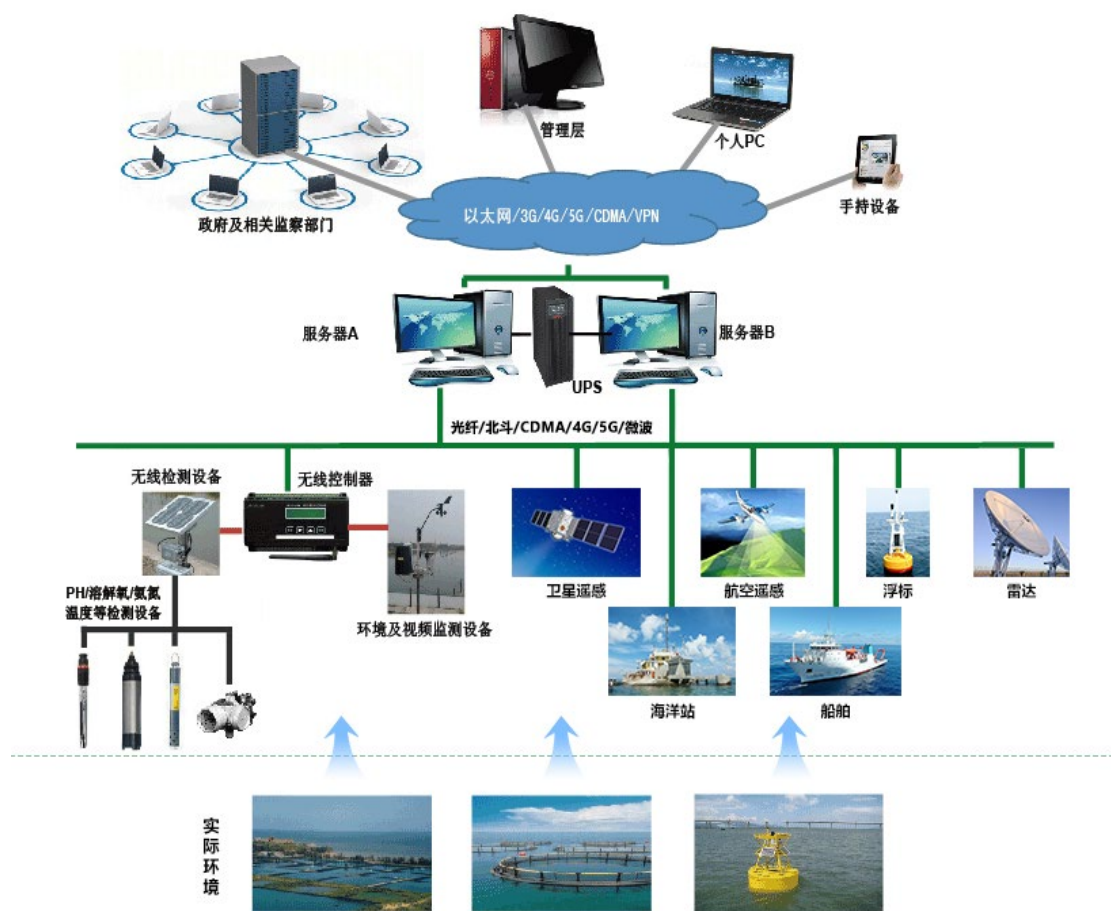 管理层
个人PC
手持设备
政府及相关监察部门
以太网/3G/4G/5G/CDMA/VPN
服务器A
服务器B
UPS
光纤/北斗/CDMA/4G/5G/微波
无线检测设备
无线控制器
PH/溶解氧/氨氮
温度等检测设备
环境及视频监测设备
卫星遥感
航空遥感
浮标
雷达
海洋站
船舶
实际环境